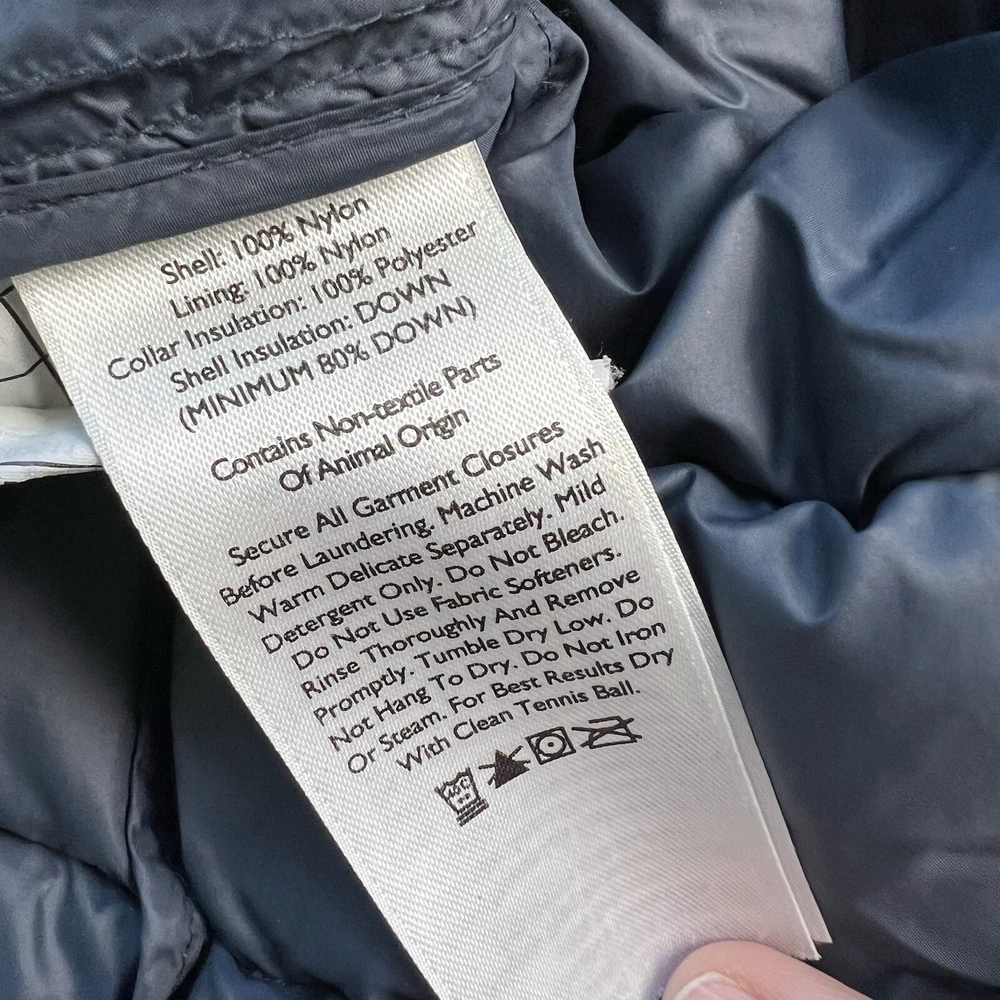 Shell: 100% Nylon
Lining: 100% Nylon
Collar Insulation: 100% Polyester
Shell Insulation: DOWN
(MINIMUM 80% DOWN)
Contains Non-textile Parts
Of Animal Origin
Secure All Garment Closures
Before Laundering. Machine Wash
Warm Delicate Separately. Mild
Detergent Only. Do Not Bleach.
Do Not Use Fabric Softeners.
Rinse Thoroughly And Remove
Promptly. Tumble Dry Low. Do
Not Hang To Dry. Do Not Iron
Or Steam. For Best Results Dry
With Clean Tennis Ball.